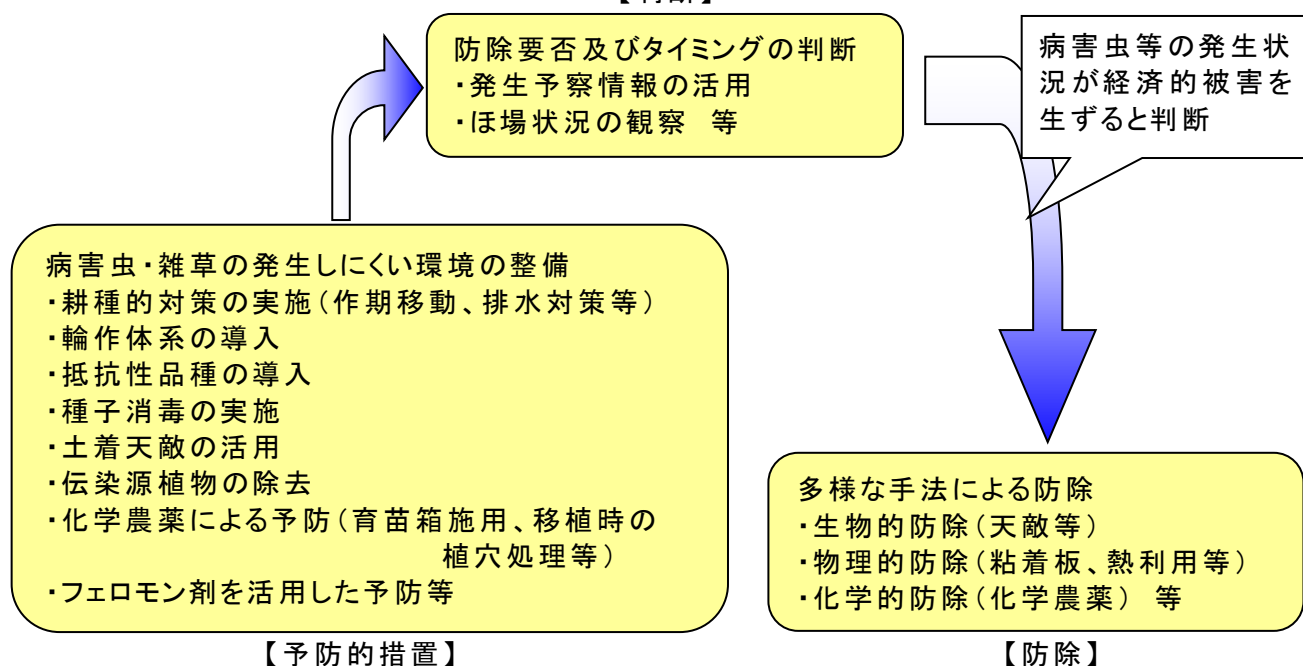 【判断】
防除要否及びタイミングの判断
・発生予察情報の活用
・ほ場状況の観察 等
病害虫等の発生状
況が経済的被害を
生ずると判断
病害虫・雑草の発生しにくい環境の整備
・耕種的対策の実施（作期移動、排水対策等）
・輪作体系の導入
・抵抗性品種の導入
・種子消毒の実施
・土着天敵の活用
・伝染源植物の除去
・化学農薬による予防（育苗箱施用、移植時の
植穴処理等）
・フェロモン剤を活用した予防等
【予防的措置】
多様な手法による防除
・生物的防除（天敵等）
・物理的防除（粘着板、熱利用等）
・化学的防除（化学農薬） 等
【防除】